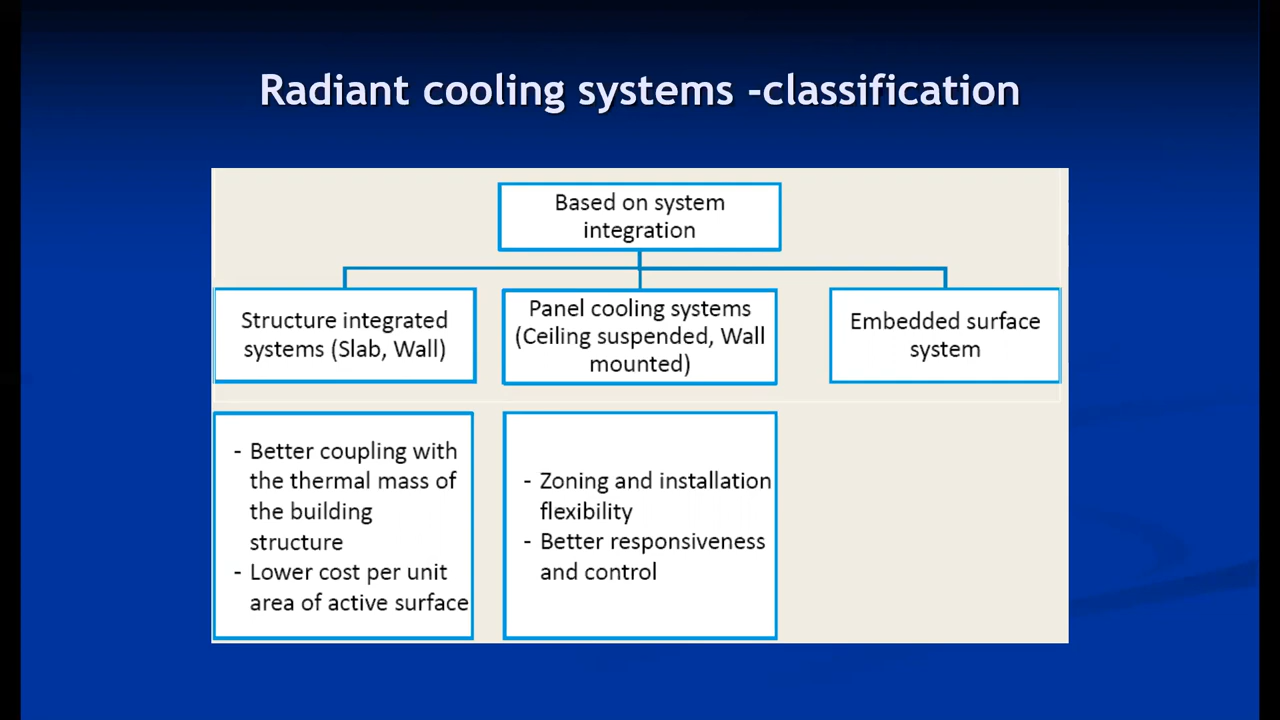 Radiant cooling systems -classification
Based on system
integration
Structure integrated
systems (Slab, Wall)
Panel cooling systems
(Ceiling suspended, Wall
mounted)
Embedded surface
system
- Better coupling with
the thermal mass of
the building
structure
- Lower cost per unit
area of active surface
- Zoning and installation
flexibility
- Better responsiveness
and control